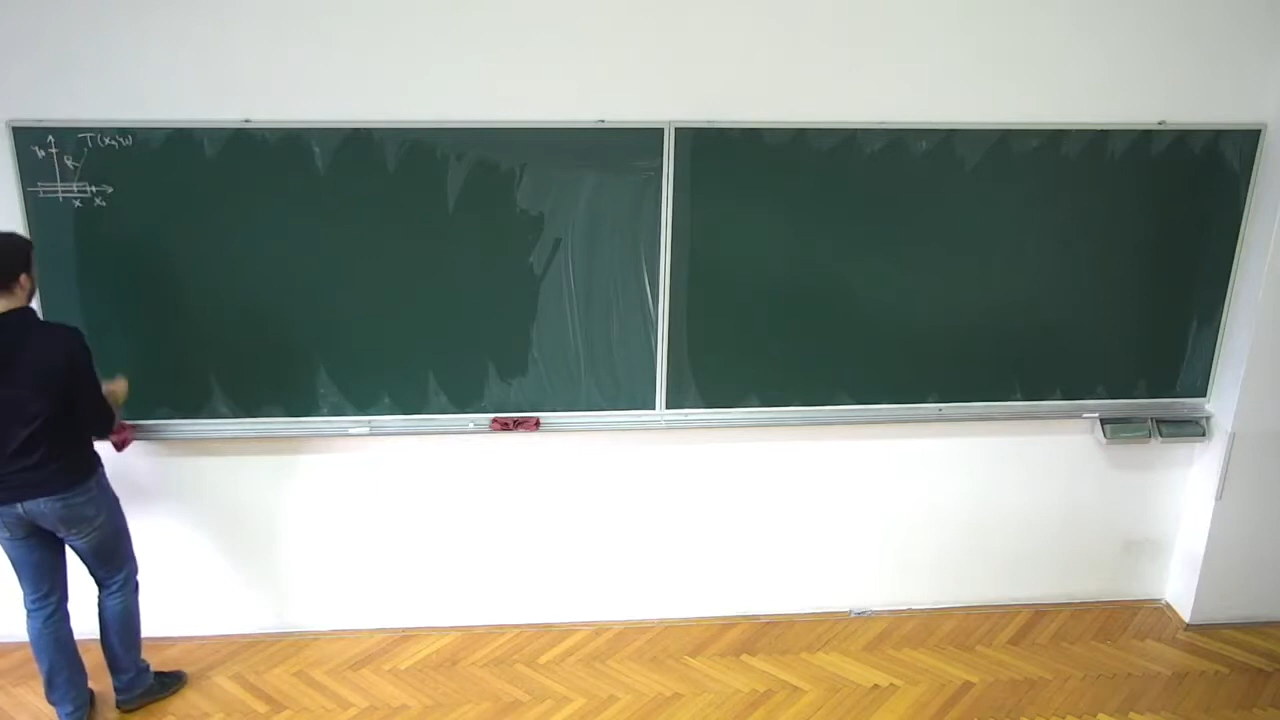 T(x₀,y₀)
y₀
R
x x₀